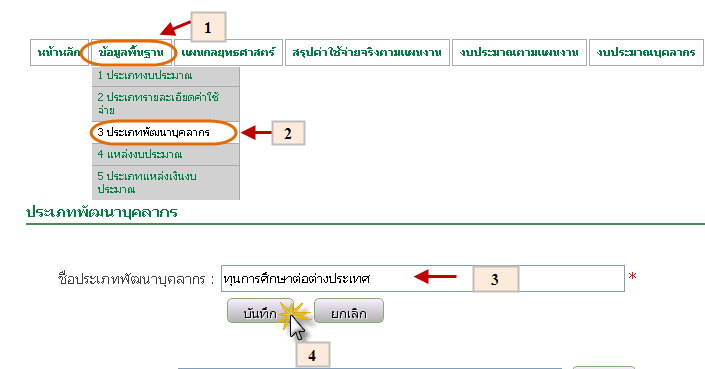 1
หน้าหลัก ข้อมูลพื้นฐาน แผนกลยุทธศาสตร์ สรุปค่าใช้จ่ายจริงตามแผนงาน งบประมาณตามแผนงาน งบประมาณบุคลากร
1 ประเภทงบประมาณ
2 ประเภทรายละเอียดค่าใช้
จ่าย
3 ประเภทพัฒนาบุคลากร 2
4 แหล่งงบประมาณ
5 ประเภทแหล่งเงินงบ
ประมาณ
ประเภทพัฒนาบุคลากร
ชื่อประเภทพัฒนาบุคลากร : ทุนการศึกษาต่อต่างประเทศ 3 *
บันทึก ยกเลิก
4